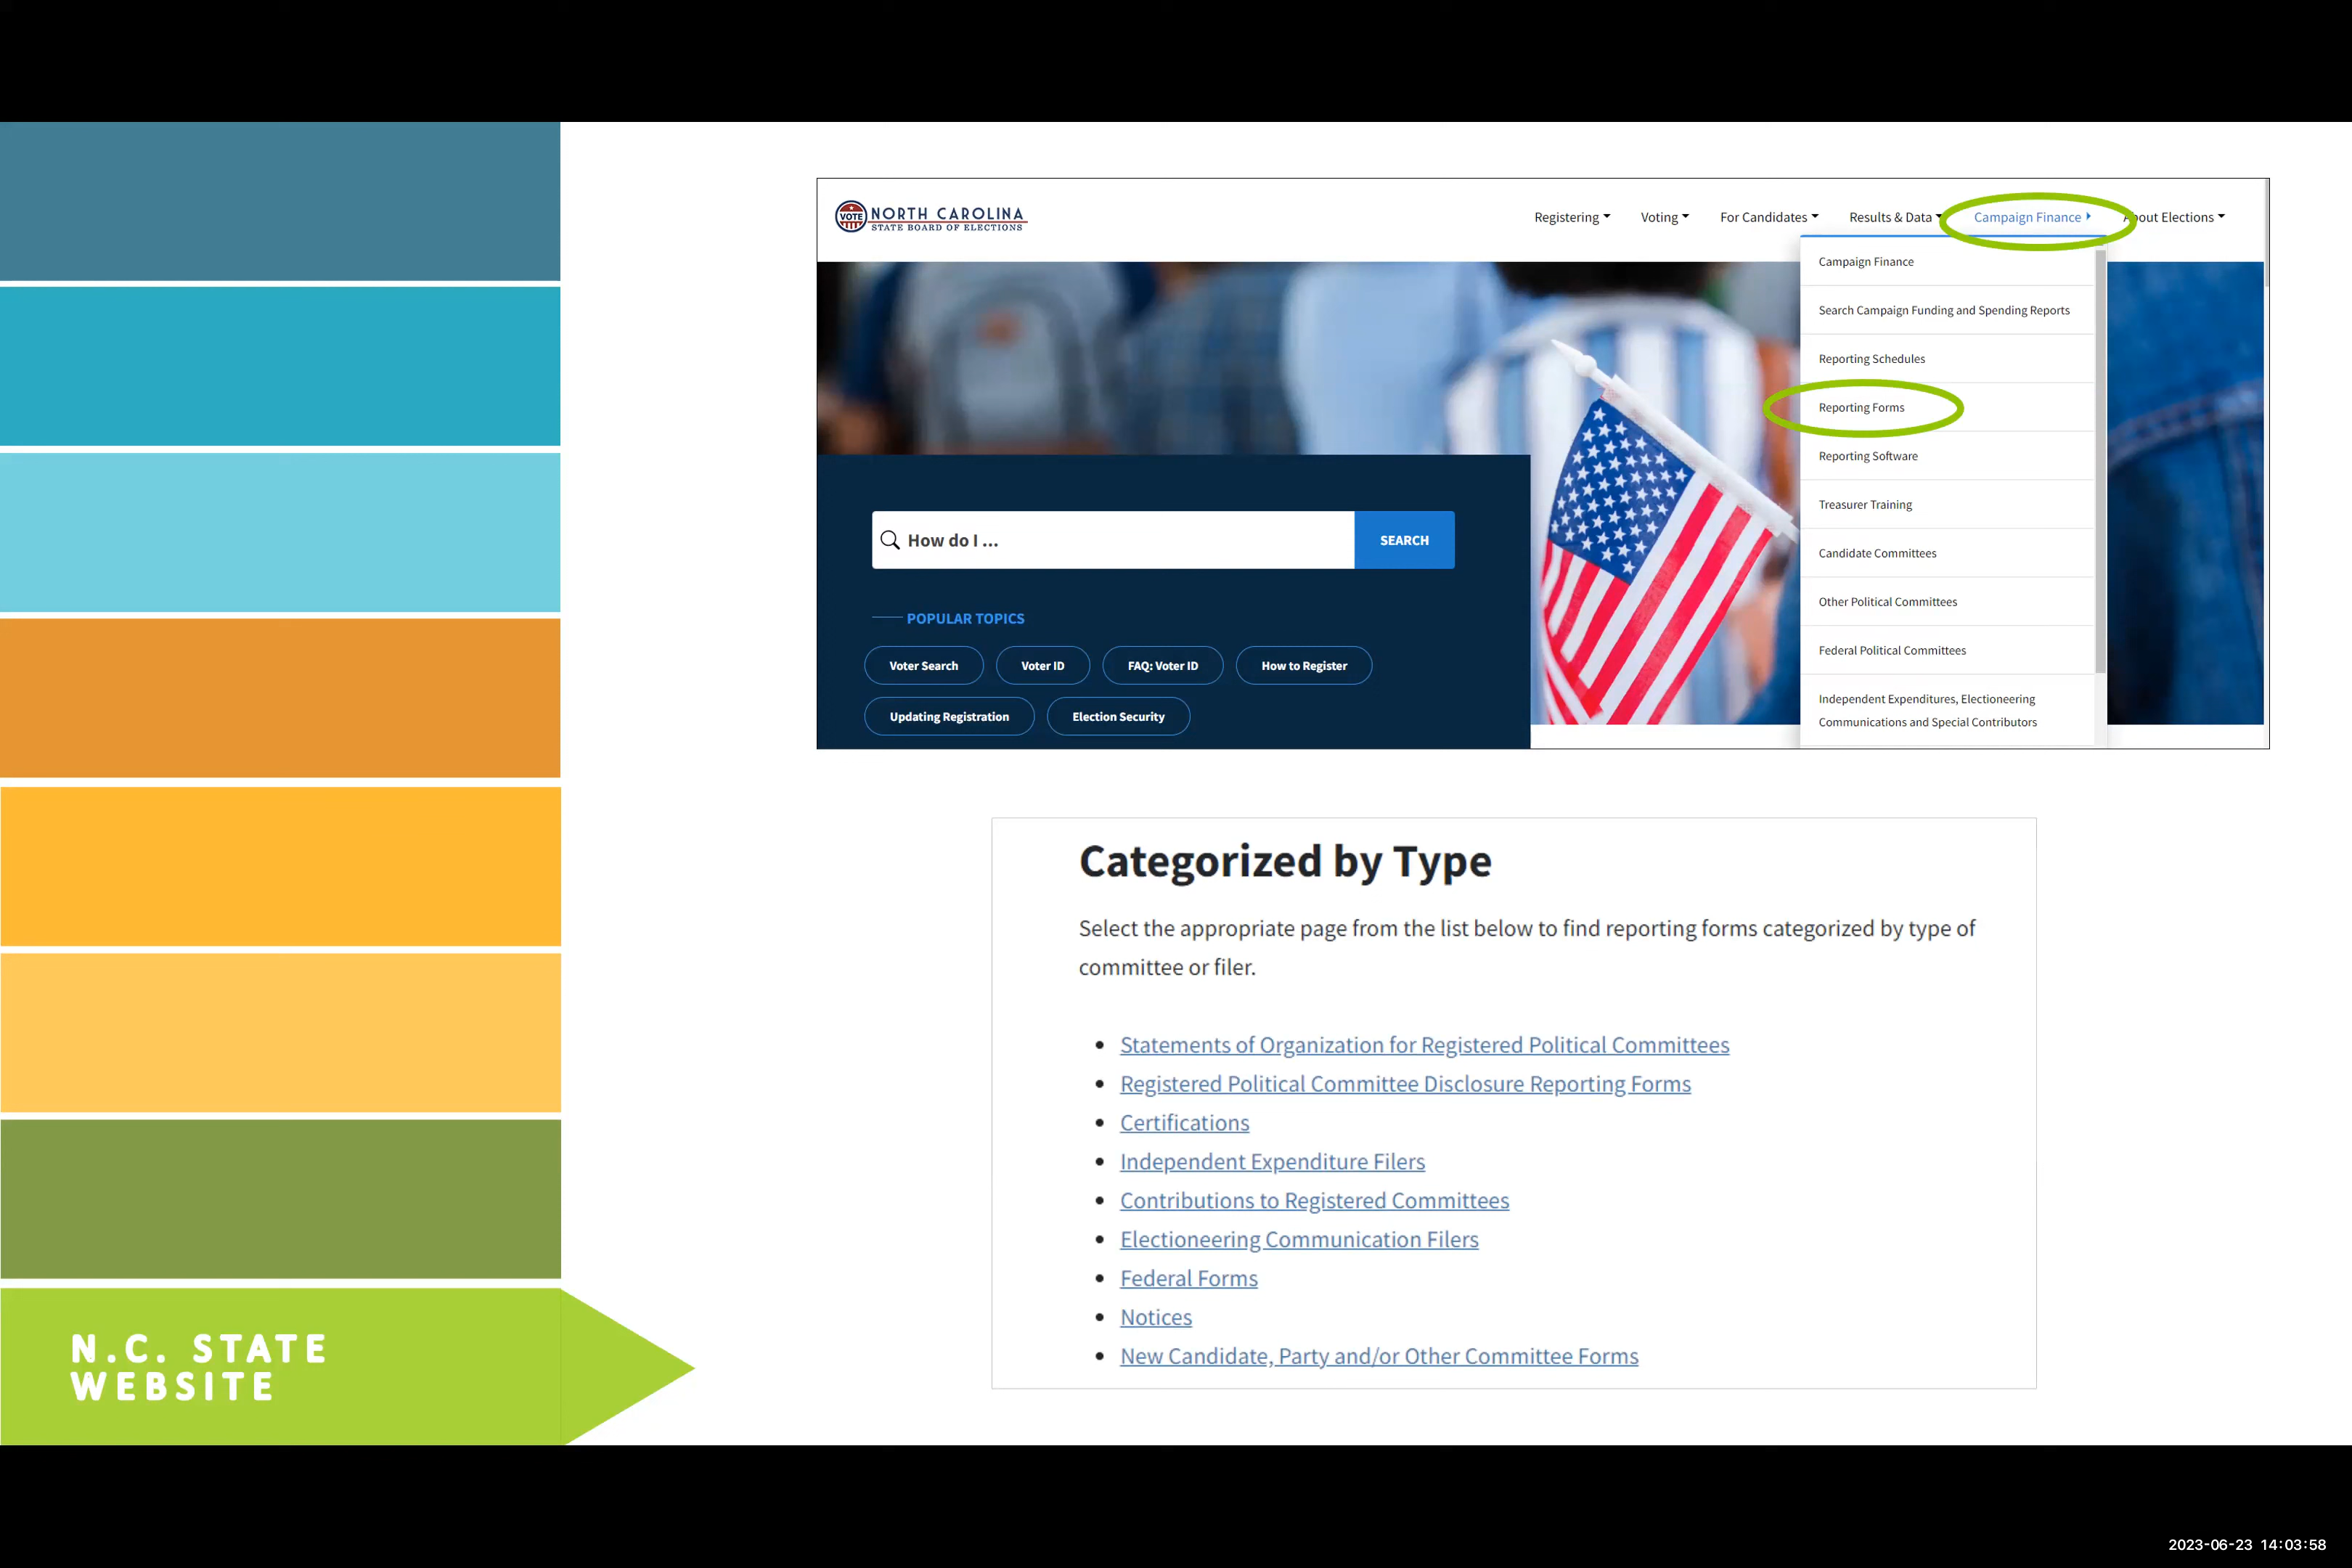 VOTE
NORTH CAROLINA
STATE BOARD OF ELECTIONS
Registering
Voting
For Candidates
Results & Data
Campaign Finance
bout Elections
Campaign Finance
Search Campaign Funding and Spending Reports
Reporting Schedules
Reporting Forms
Reporting Software
Treasurer Training
Candidate Committees
Other Political Committees
Federal Political Committees
Independent Expenditures, Electioneering
Communications and Special Contributors
How do I ...
SEARCH
POPULAR TOPICS
Voter Search
Voter ID
FAQ: Voter ID
How to Register
Updating Registration
Election Security
Categorized by Type
Select the appropriate page from the list below to find reporting forms categorized by type of
committee or filer.
• Statements of Organization for Registered Political Committees
• Registered Political Committee Disclosure Reporting Forms
• Certifications
• Independent Expenditure Filers
• Contributions to Registered Committees
• Electioneering Communication Filers
• Federal Forms
• Notices
• New Candidate, Party and/or Other Committee Forms
N.C. STATE
WEBSITE
2023-06-23 14:03:58